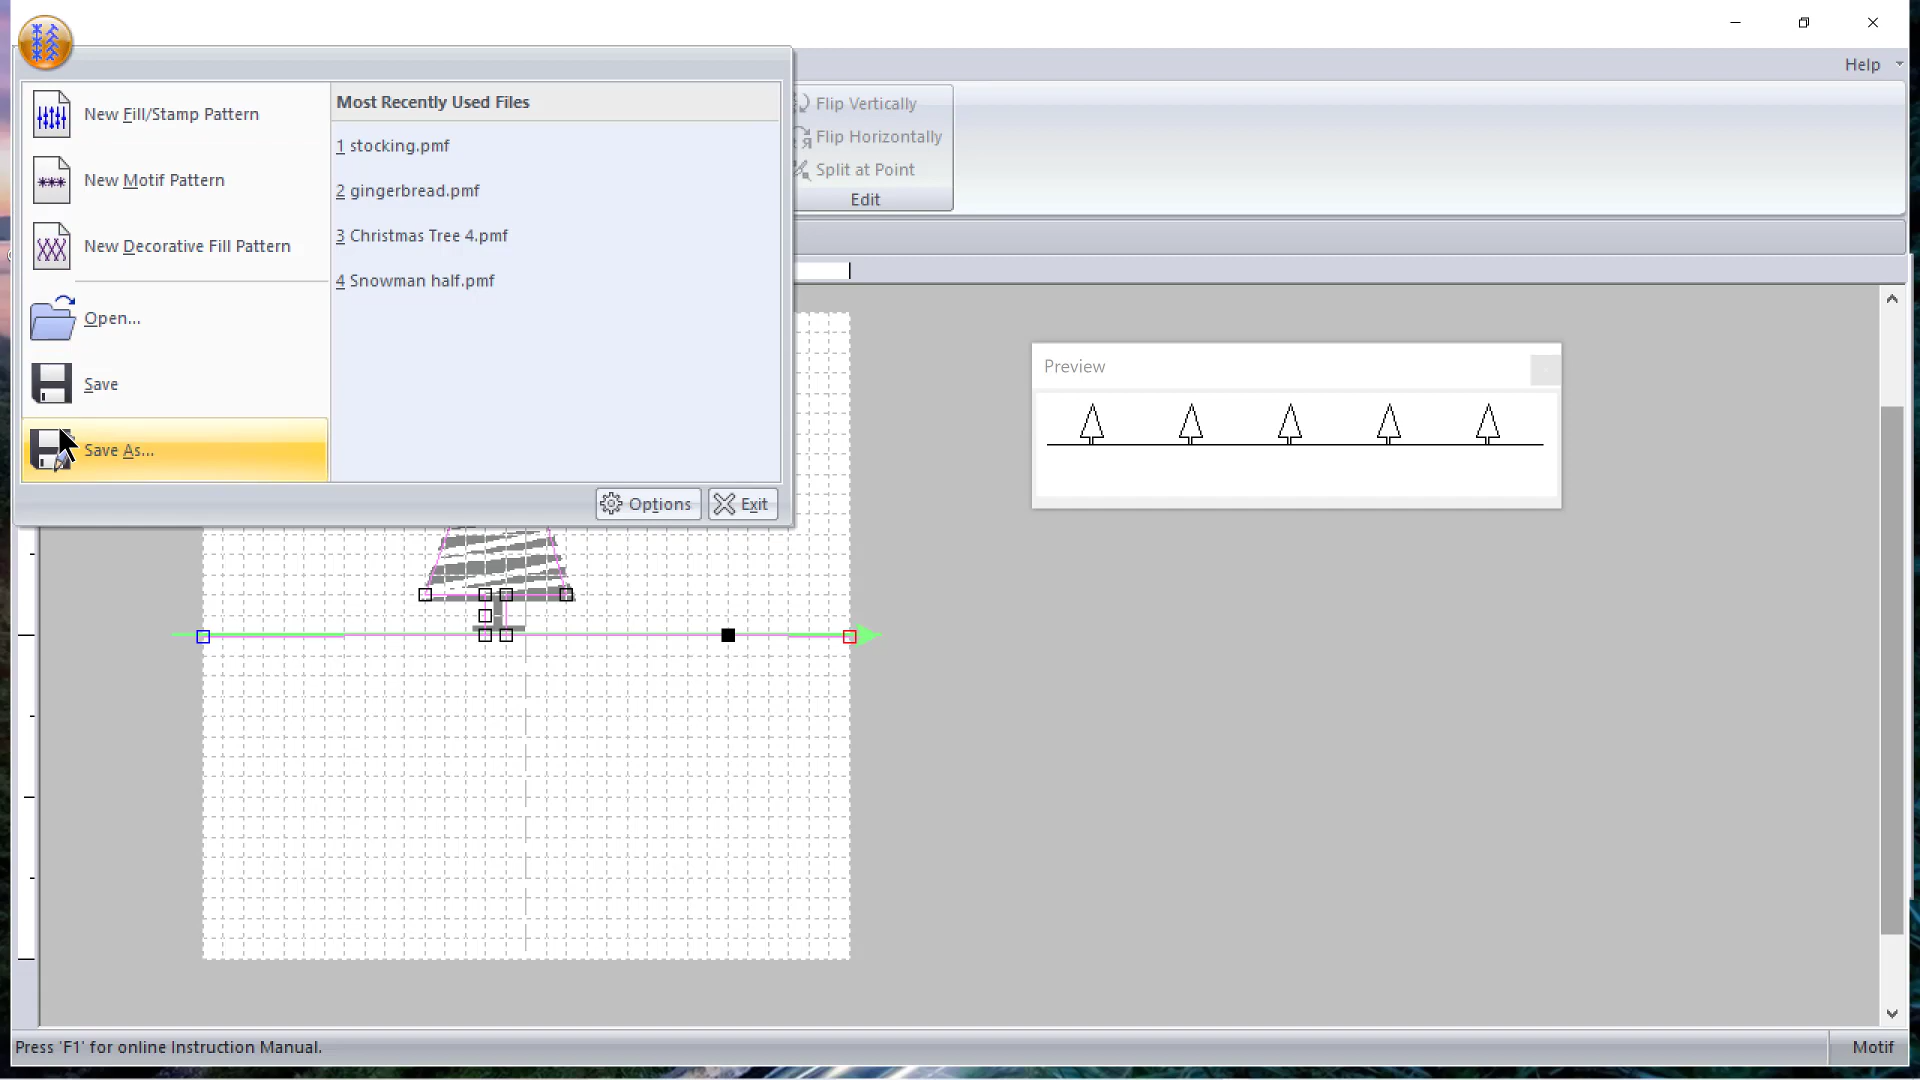 Help
New Fill/Stamp Pattern
New Motif Pattern
New Decorative Fill Pattern
Open...
Save
Save As...
Most Recently Used Files
1 stocking.pmf
2 gingerbread.pmf
3 Christmas Tree 4.pmf
4 Snowman half.pmf
Options
Exit
Flip Vertically
Flip Horizontally
Split at Point
Edit
Preview
Press 'F1' for online Instruction Manual.
Motif